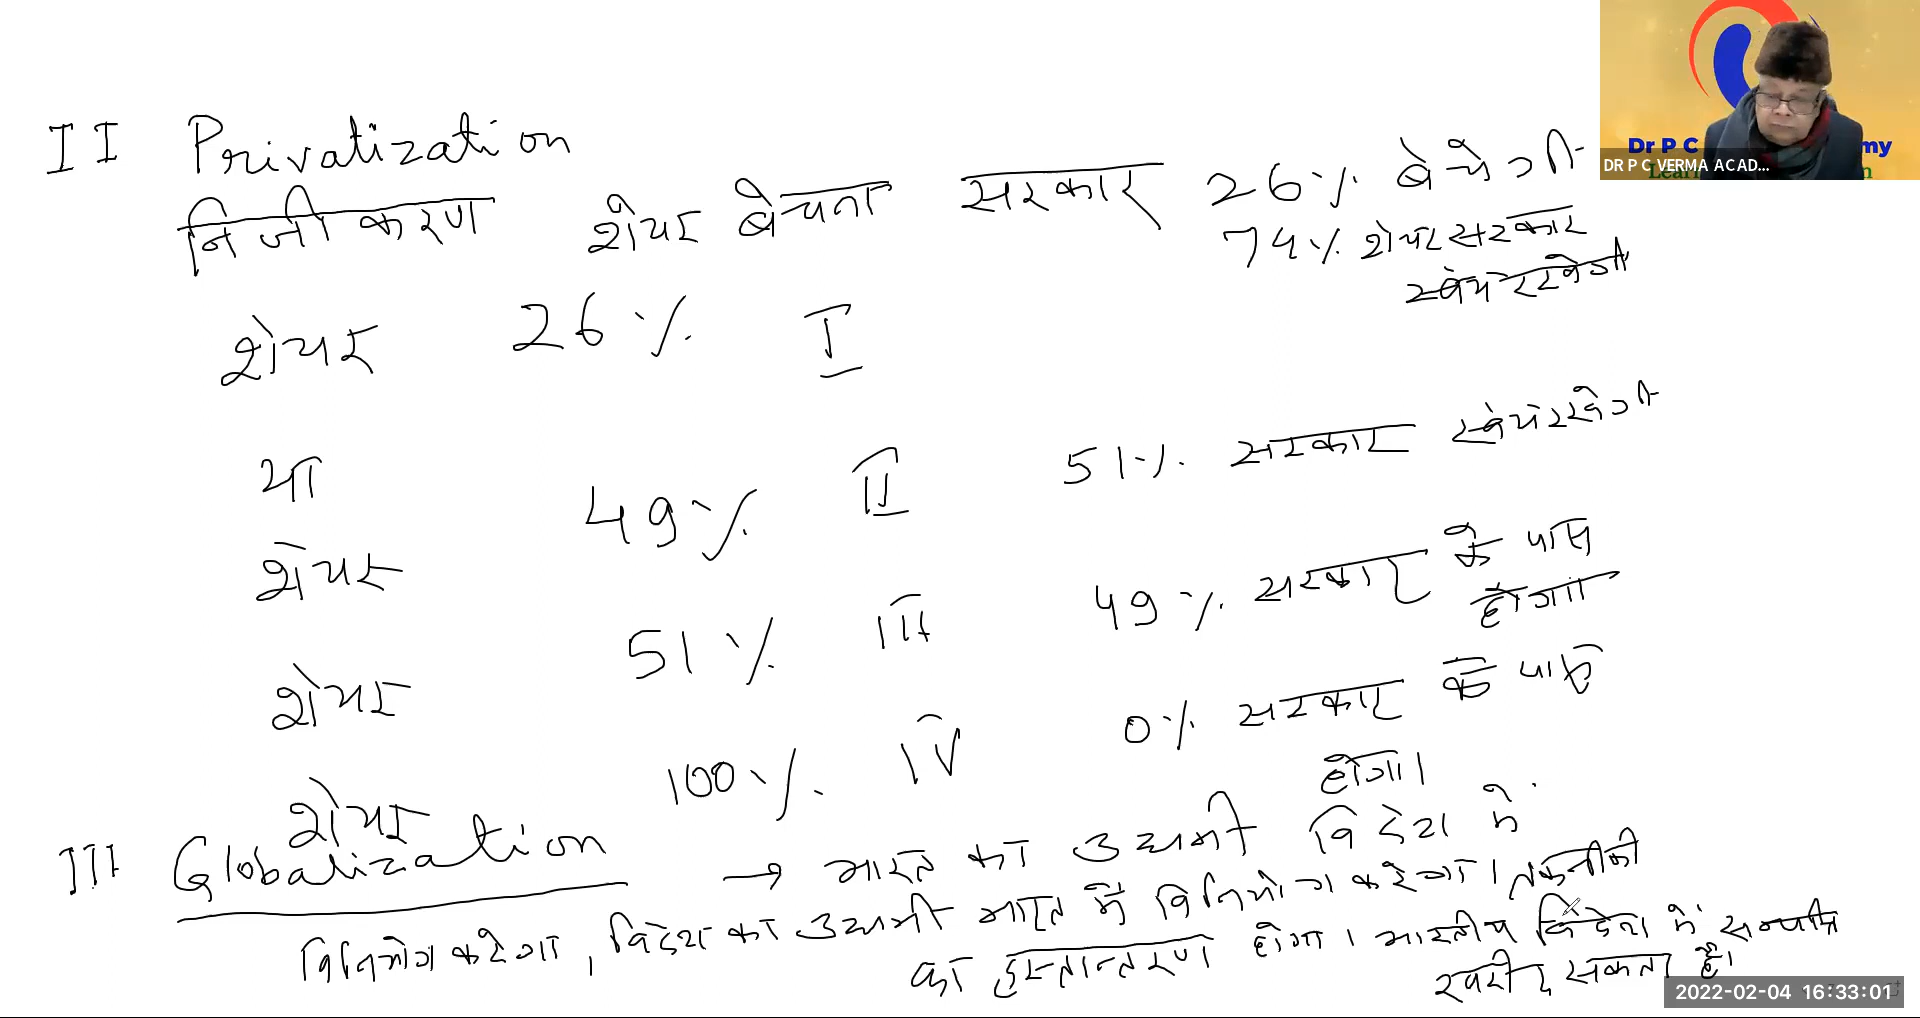 II Privatization
निजीकरण शेयर बेचना सरकार 26% बेचेगी
74% शेयर सरकार
स्वंय रखेगी
शेयर 26% I
या 49% II 51% सरकार स्वंय रखेगी
शेयर
51% III 49% सरकार के पास
होगा
शेयर
100% IV 0% सरकार के पास
होगा।
शेयर
III Globalization → भारत का उद्यमी विदेश में
विनियोग करेगा, विदेश का उद्यमी भारत में विनियोग करेगा। तकनीकी
का हस्तान्तरण होगा। भारतीय विदेश में सम्पत्ति
खरीद सकता है।
Dr P C my
DR P C VERMA ACAD...
2022-02-04 16:33:01